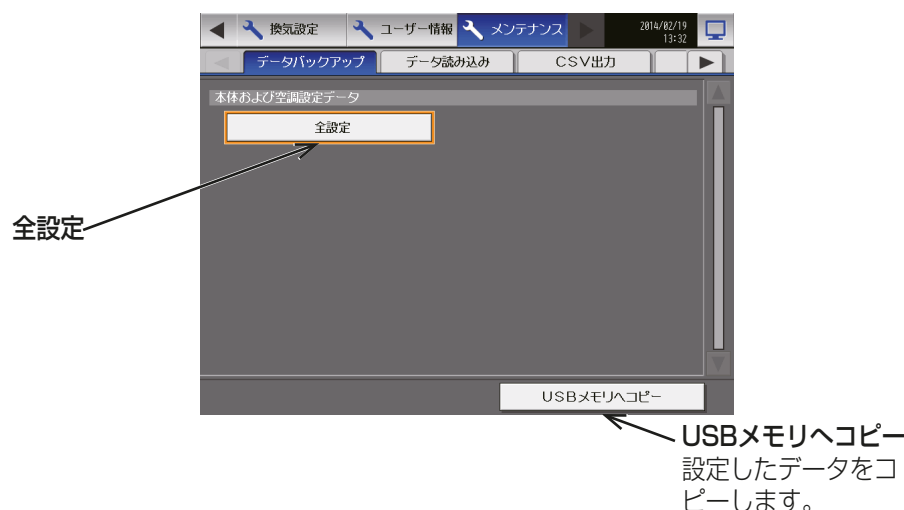 換気設定 ユーザー情報 メンテナンス 2014/02/19
13:32
データバックアップ データ読み込み CSV出力
本体および空調設定データ
全設定
全設定
USBメモリへコピー
USBメモリへコピー
設定したデータをコ
ピーします。